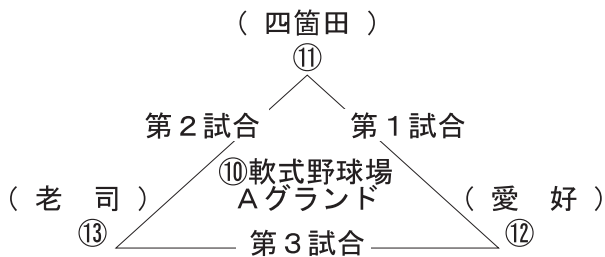 （ 四箇田 ）
⑪
第２試合
第１試合
⑩軟式野球場
Ａグランド
（ 老　司 ）
（ 愛　好 ）
⑬
⑫
第３試合